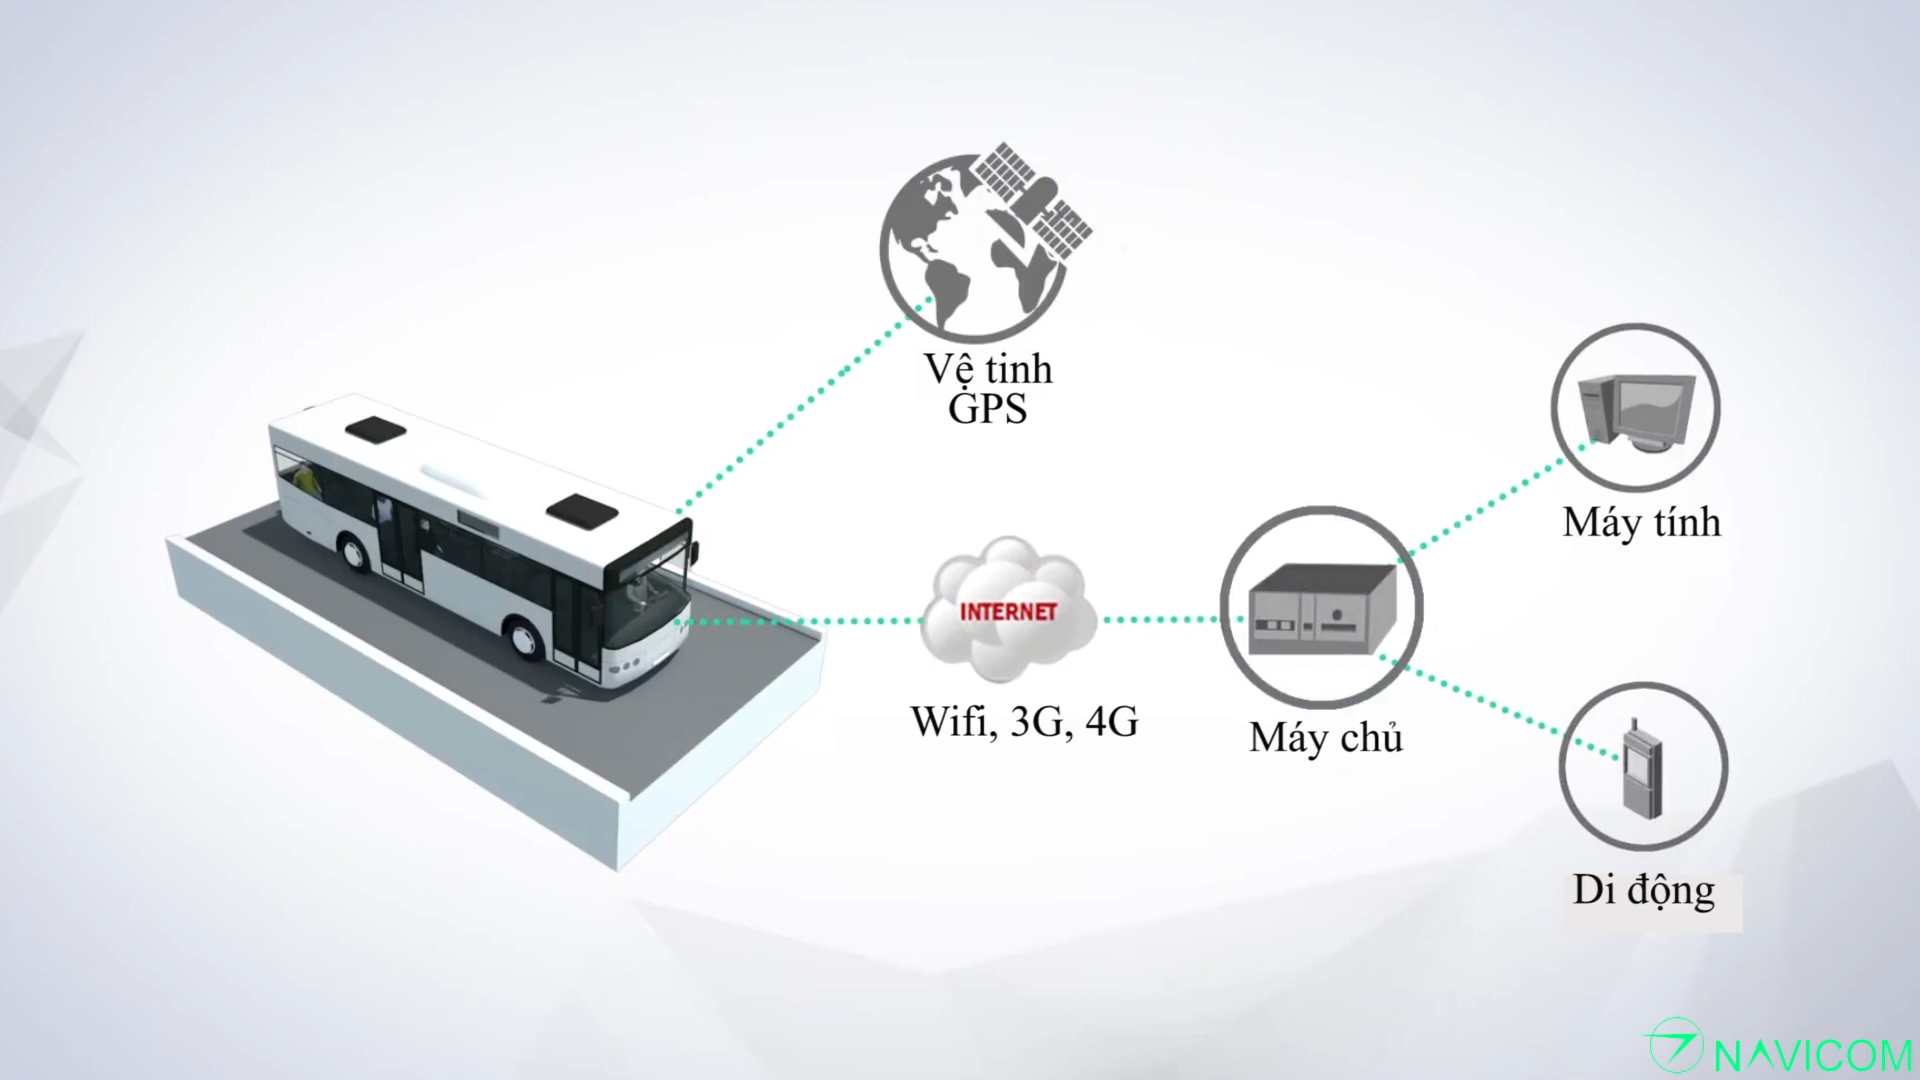 Vệ tinh
GPS
INTERNET
Wifi, 3G, 4G
Máy chủ
Máy tính
Di động
NAVICOM